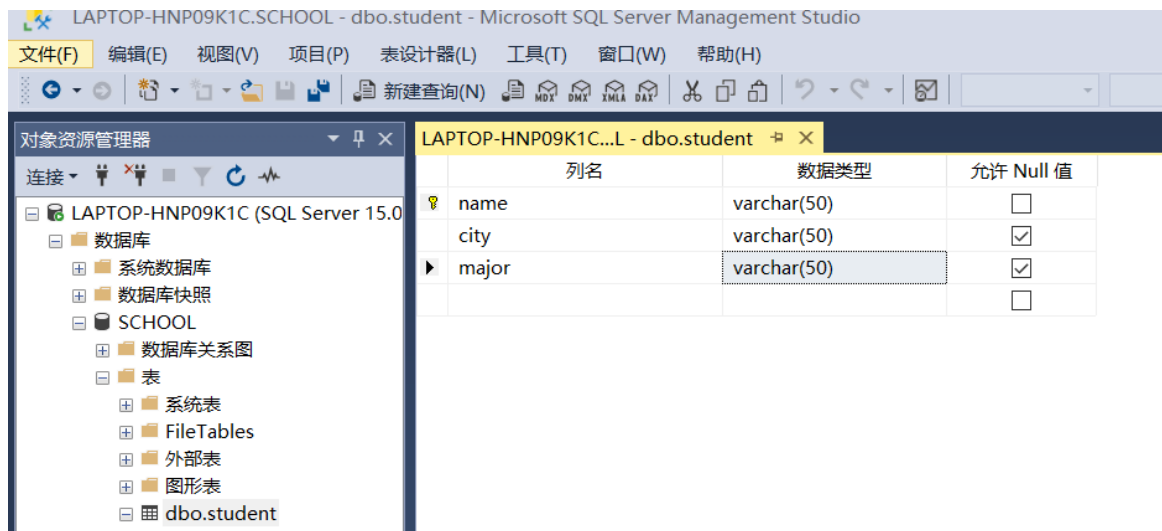 LAPTOP-HNP09K1C.SCHOOL - dbo.student - Microsoft SQL Server Management Studio
文件(F) 编辑(E) 视图(V) 项目(P) 表设计器(L) 工具(T) 窗口(W) 帮助(H)
新建查询(N) MDX DMX XMLA DAX
对象资源管理器
连接
LAPTOP-HNP09K1C (SQL Server 15.0
数据库
系统数据库
数据库快照
SCHOOL
数据库关系图
表
系统表
FileTables
外部表
图形表
dbo.student
LAPTOP-HNP09K1C...L - dbo.student
列名 数据类型 允许 Null 值
name varchar(50)
city varchar(50)
major varchar(50)